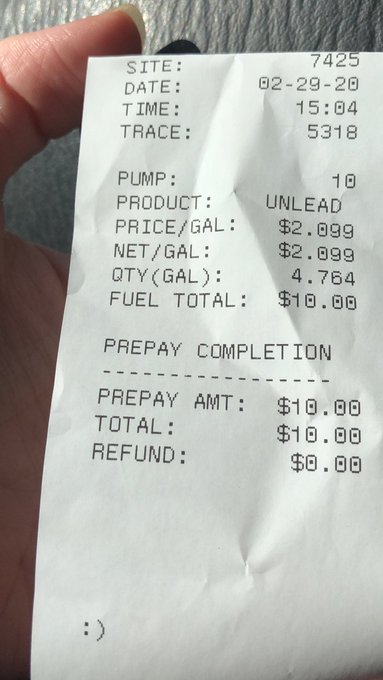 SITE: 7425
DATE: 02-29-20
TIME: 15:04
TRACE: 5318
PUMP: 10
PRODUCT: UNLEAD
PRICE/GAL: $2.099
NET/GAL: $2.099
QTY(GAL): 4.764
FUEL TOTAL: $10.00
PREPAY COMPLETION
------------------
PREPAY AMT: $10.00
TOTAL: $10.00
REFUND: $0.00
:)